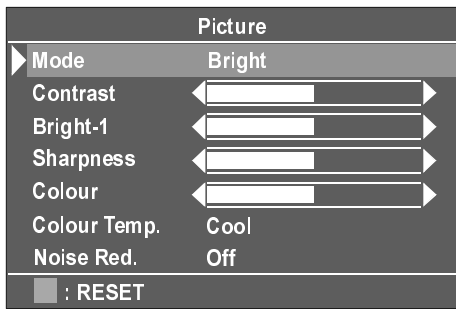 Picture
Mode Bright
Contrast
Bright-1
Sharpness
Colour
Colour Temp. Cool
Noise Red. Off
: RESET